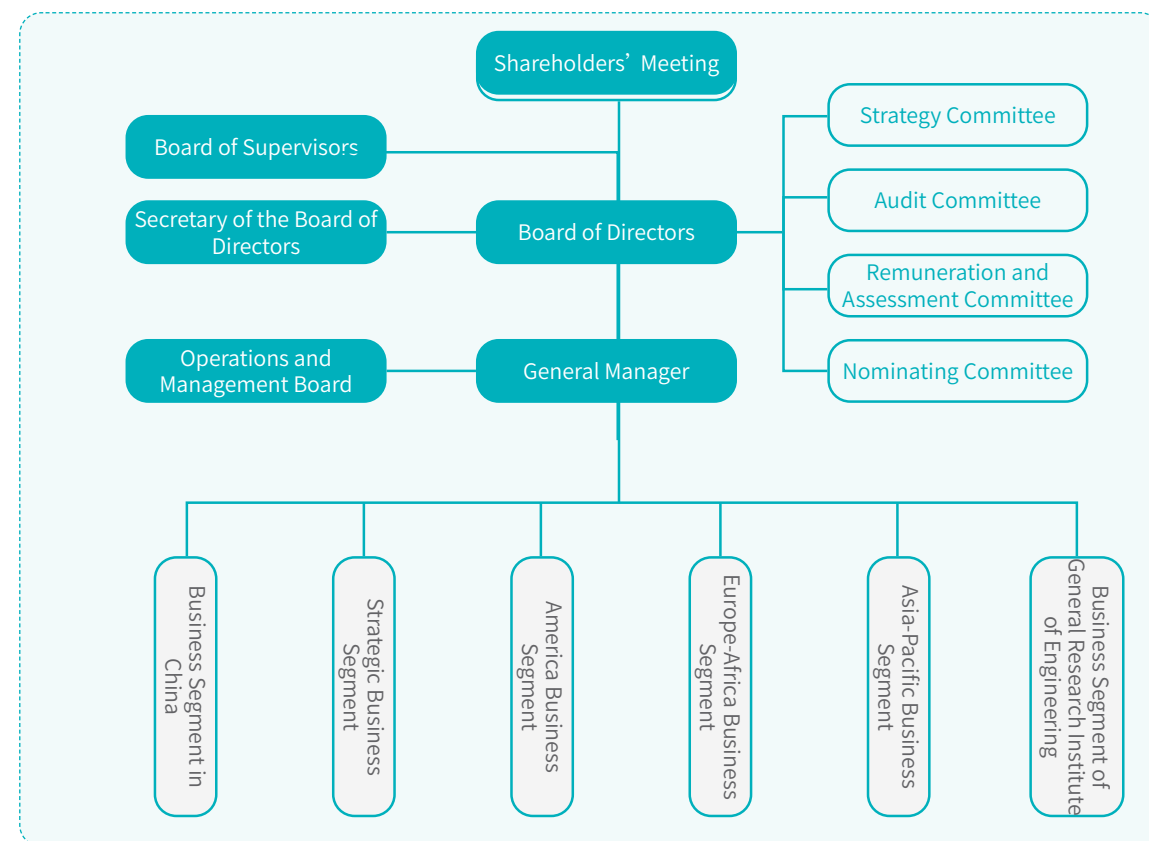 Shareholders’ Meeting
Strategy Committee
Board of Supervisors
Audit Committee
Secretary of the Board of
Directors
Board of Directors
Remuneration and
Assessment Committee
Operations and
Management Board
General Manager
Nominating Committee
Business Segment in
China
Strategic Business
Segment
America Business
Segment
Europe-Africa Business
Segment
Asia-Pacific Business
Segment
Business Segment of
General Research Institute
of Engineering